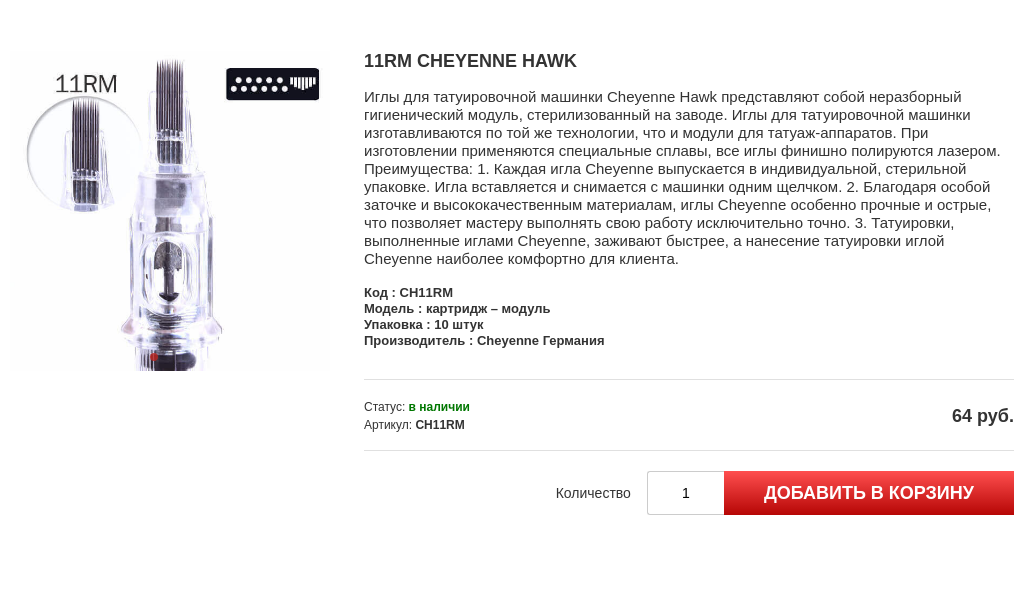 11RM
11RM CHEYENNE HAWK
Иглы для татуировочной машинки Cheyenne Hawk представляют собой неразборный
гигиенический модуль, стерилизованный на заводе. Иглы для татуировочной машинки
изготавливаются по той же технологии, что и модули для татуаж-аппаратов. При
изготовлении применяются специальные сплавы, все иглы финишно полируются лазером.
Преимущества: 1. Каждая игла Cheyenne выпускается в индивидуальной, стерильной
упаковке. Игла вставляется и снимается с машинки одним щелчком. 2. Благодаря особой
заточке и высококачественным материалам, иглы Cheyenne особенно прочные и острые,
что позволяет мастеру выполнять свою работу исключительно точно. 3. Татуировки,
выполненные иглами Cheyenne, заживают быстрее, а нанесение татуировки иглой
Cheyenne наиболее комфортно для клиента.
Код : CH11RM
Модель : картридж – модуль
Упаковка : 10 штук
Производитель : Cheyenne Германия
Статус: в наличии
Артикул: CH11RM
64 руб.
Количество 1 ДОБАВИТЬ В КОРЗИНУ